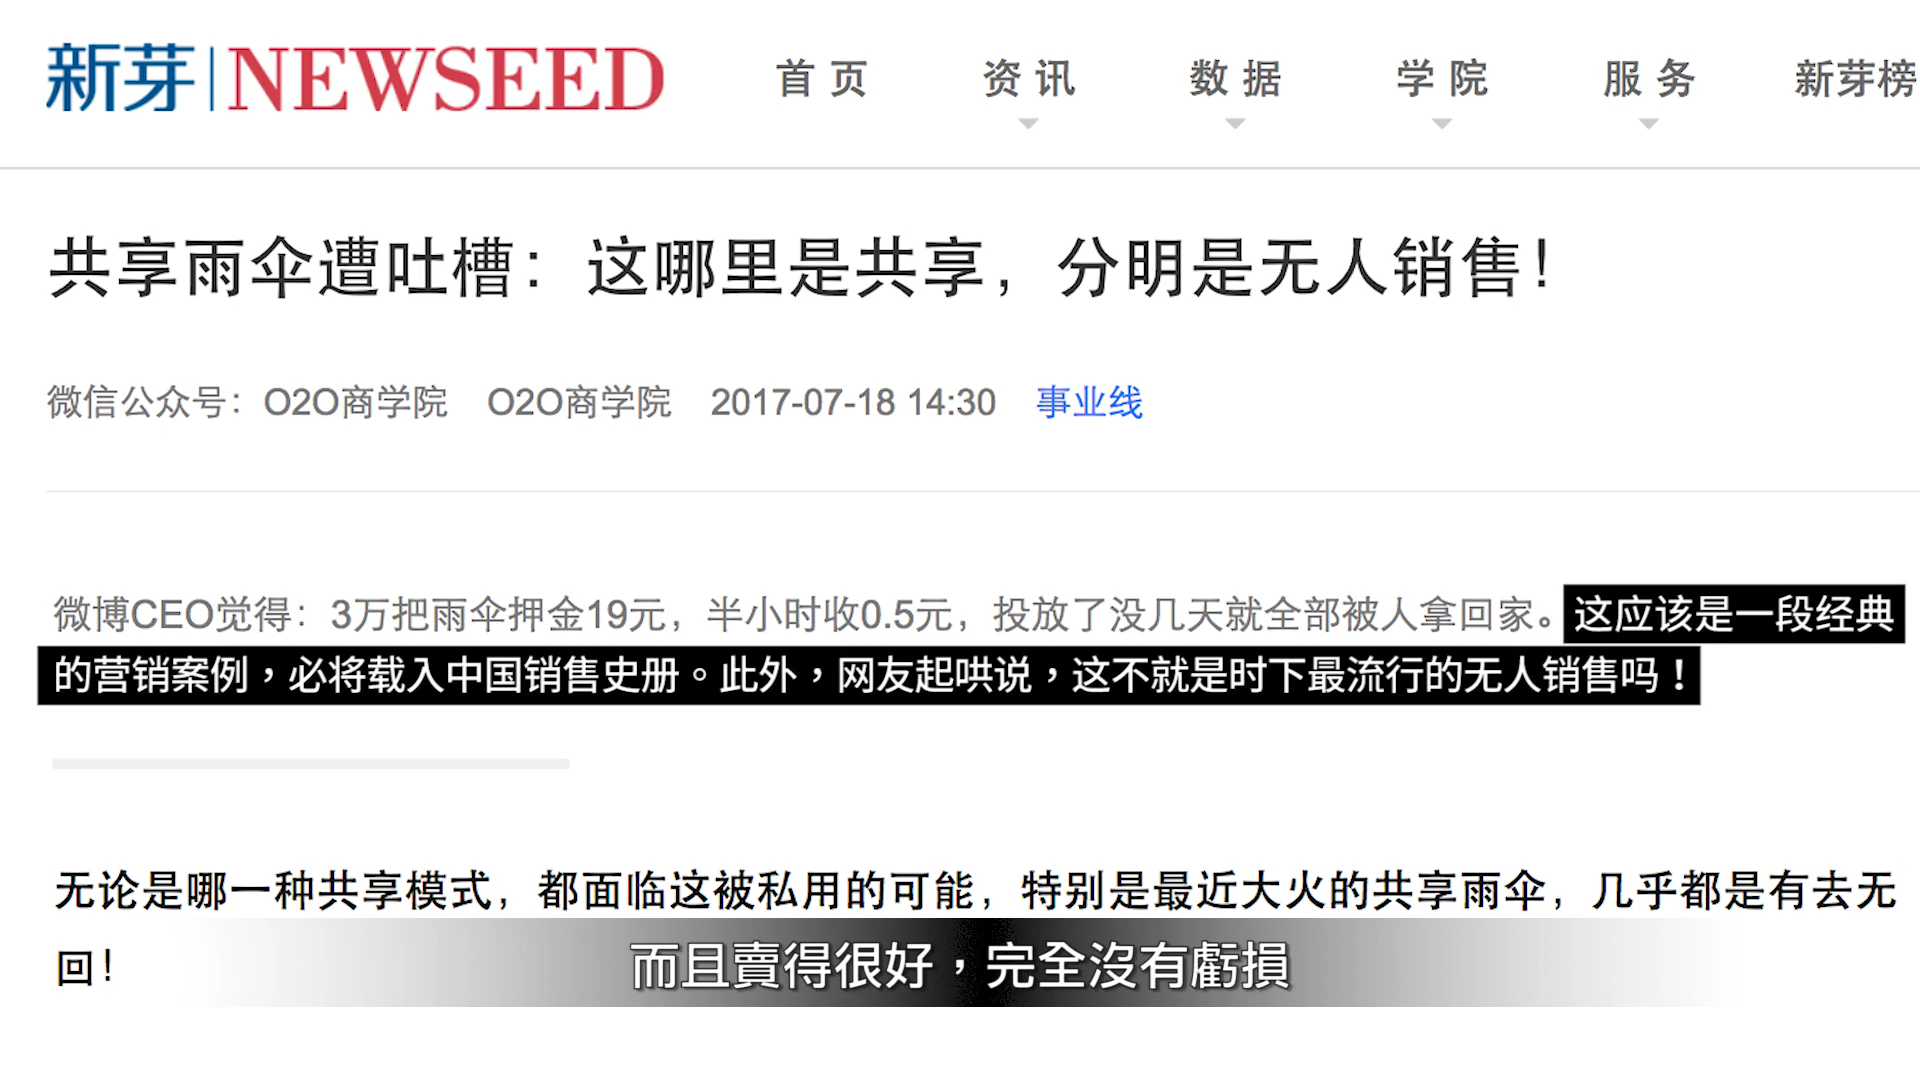 新芽|NEWSEED 首页 资讯 数据 学院 服务 新芽榜
共享雨伞遭吐槽：这哪里是共享，分明是无人销售！
微信公众号：O2O商学院 O2O商学院 2017-07-18 14:30 事业线
微博CEO觉得：3万把雨伞押金19元，半小时收0.5元，投放了没几天就全部被人拿回家。这应该是一段经典
的营销案例，必将载入中国销售史册。此外，网友起哄说，这不就是时下最流行的无人销售吗！
无论是哪一种共享模式，都面临这被私用的可能，特别是最近大火的共享雨伞，几乎都是有去无
回！
而且賣得很好，完全沒有虧損